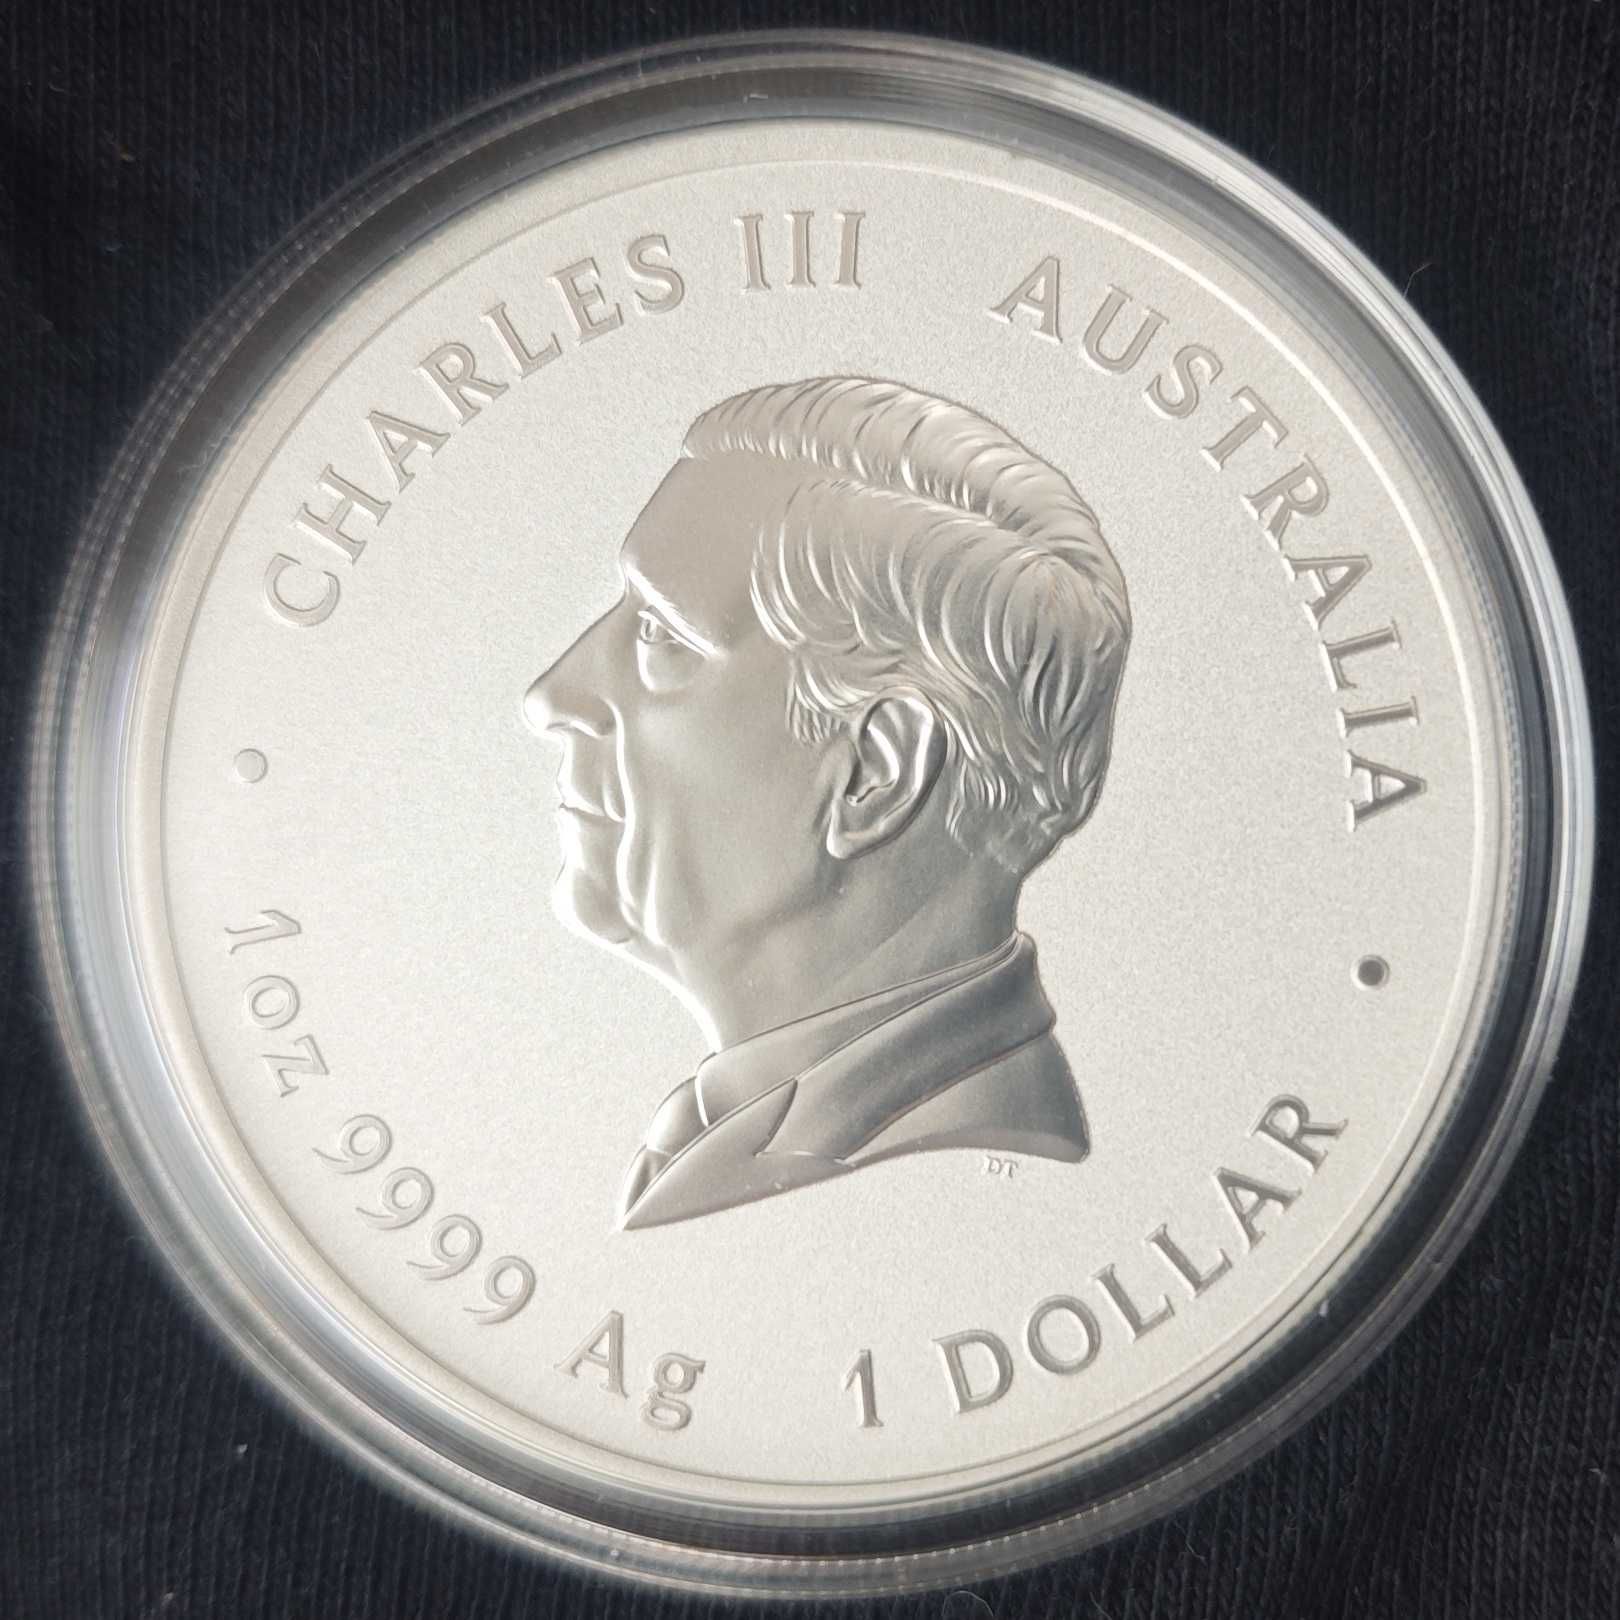 CHARLES III AUSTRALIA
1oz 9999 Ag 1 DOLLAR
DT